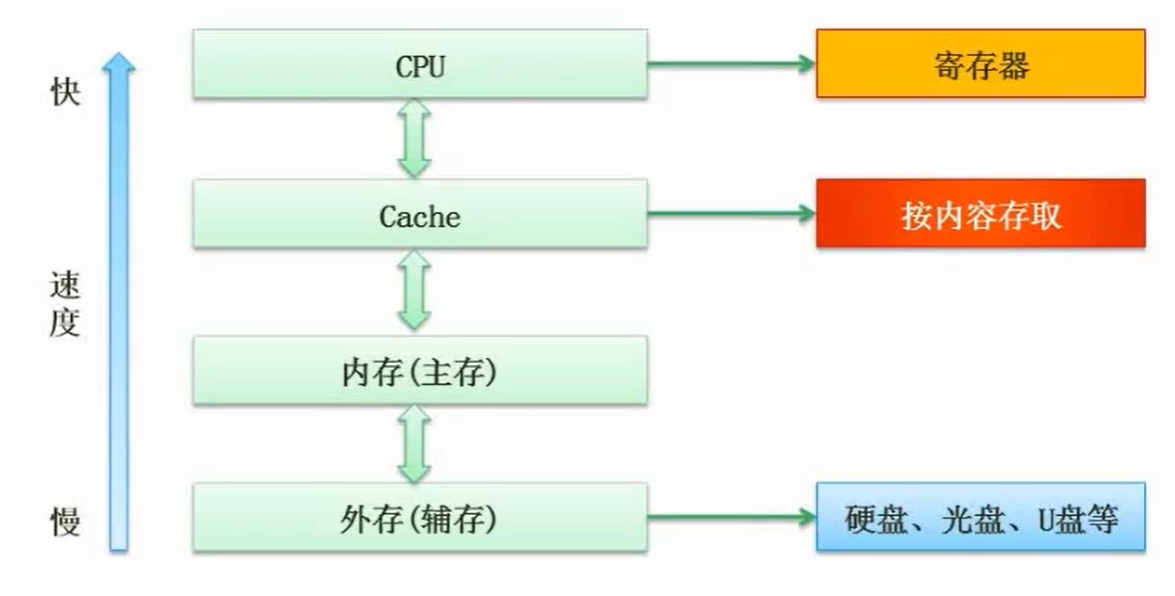 快
CPU
寄存器
Cache
按内容存取
速
度
内存(主存)
慢
外存(辅存)
硬盘、光盘、U盘等